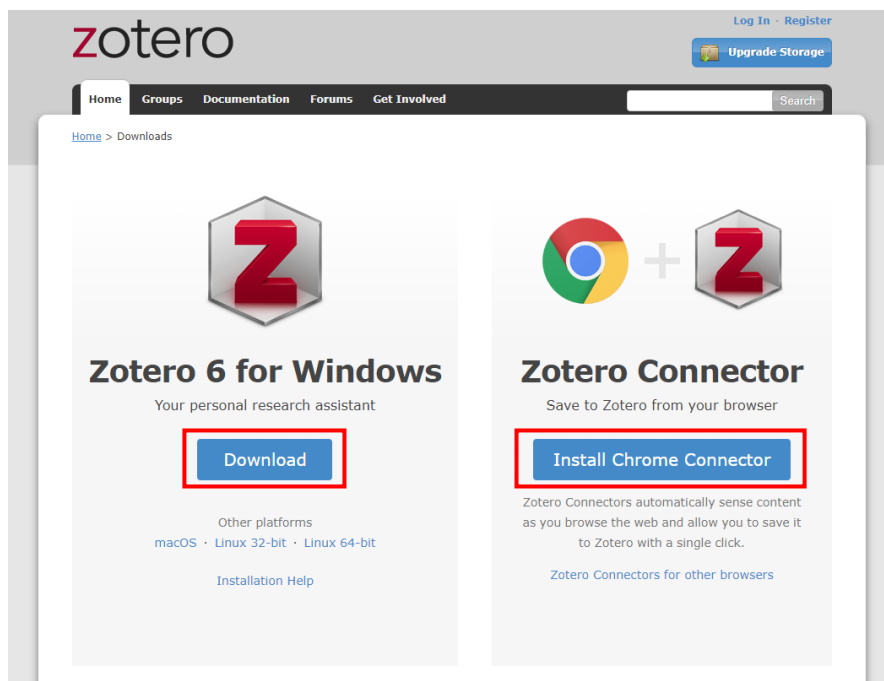 Log In · Register
zotero
Upgrade Storage
Home Groups Documentation Forums Get Involved
Search
Home > Downloads
Z
Z
+
Zotero 6 for Windows
Your personal research assistant
Download
Other platforms
macOS · Linux 32-bit · Linux 64-bit
Installation Help
Zotero Connector
Save to Zotero from your browser
Install Chrome Connector
Zotero Connectors automatically sense content
as you browse the web and allow you to save it
to Zotero with a single click.
Zotero Connectors for other browsers